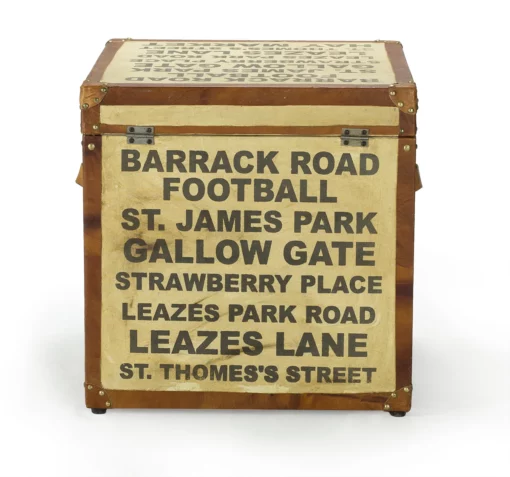 BARRACK ROAD
FOOTBALL
ST. JAMES PARK
GALLOW GATE
STRAWBERRY PLACE
LEAZES PARK ROAD
LEAZES LANE
ST. THOMES'S STREET